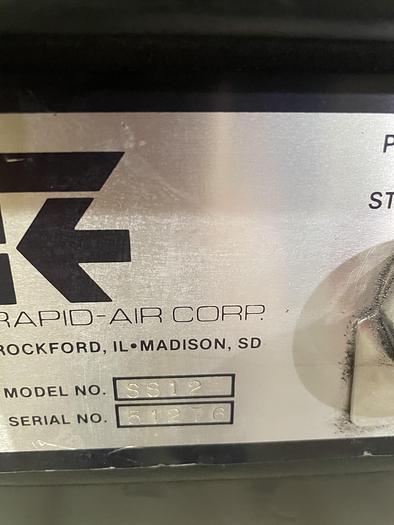 P
ST
RAPID-AIR CORP.
ROCKFORD, IL•MADISON, SD
MODEL NO. SS12
SERIAL NO. 51276